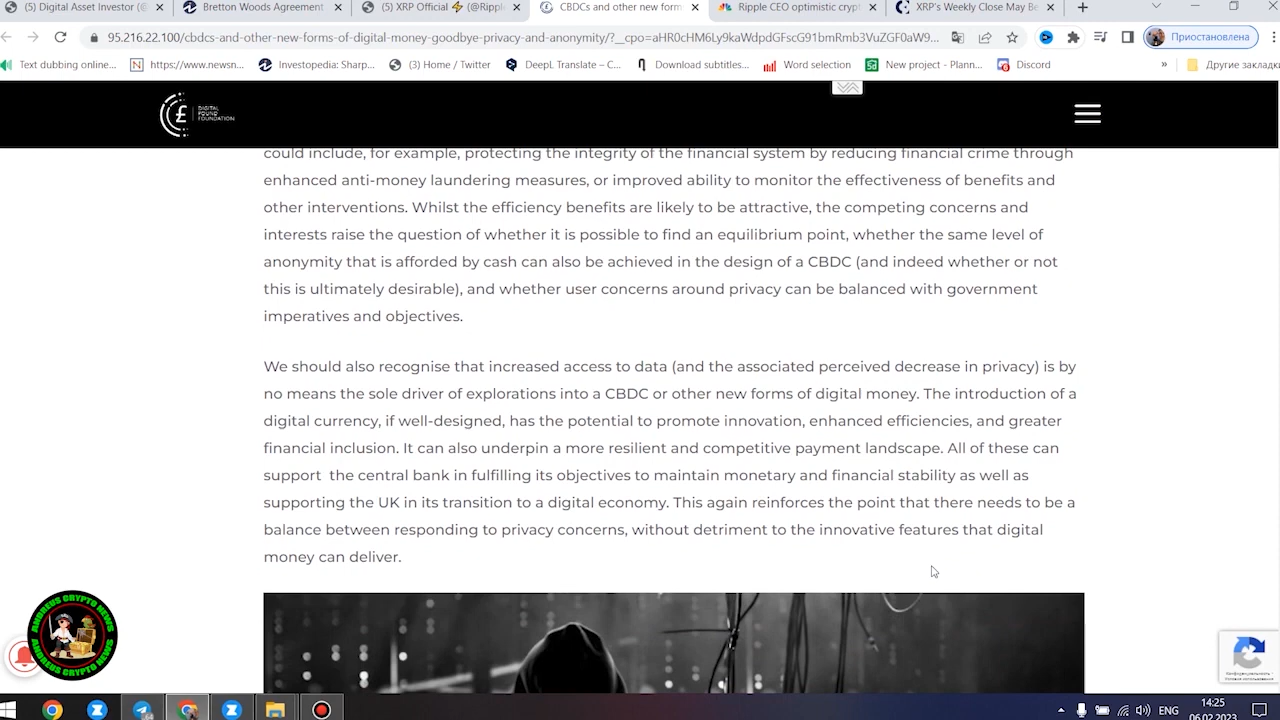 (5) Digital Asset Investor (@
Bretton Woods Agreement
(5) XRP Official ⚡ (@Ripple
CBDCs and other new form
Ripple CEO optimistic crypt
XRP's Weekly Close May Be
95.216.22.100/cbdcs-and-other-new-forms-of-digital-money-goodbye-privacy-and-anonymity/?__cpo=aHR0cHM6Ly9kaWdpdGFscG91bmRmb3VuZGF0aW9...
Приостановлена
Text dubbing online...
https://www.newsn...
Investopedia: Sharp...
(3) Home / Twitter
DeepL Translate – C...
Download subtitles...
Word selection
New project - Plann...
Discord
»
Другие закладки
DIGITAL
POUND
FOUNDATION
could include, for example, protecting the integrity of the financial system by reducing financial crime through
enhanced anti-money laundering measures, or improved ability to monitor the effectiveness of benefits and
other interventions. Whilst the efficiency benefits are likely to be attractive, the competing concerns and
interests raise the question of whether it is possible to find an equilibrium point, whether the same level of
anonymity that is afforded by cash can also be achieved in the design of a CBDC (and indeed whether or not
this is ultimately desirable), and whether user concerns around privacy can be balanced with government
imperatives and objectives.
We should also recognise that increased access to data (and the associated perceived decrease in privacy) is by
no means the sole driver of explorations into a CBDC or other new forms of digital money. The introduction of a
digital currency, if well-designed, has the potential to promote innovation, enhanced efficiencies, and greater
financial inclusion. It can also underpin a more resilient and competitive payment landscape. All of these can
support the central bank in fulfilling its objectives to maintain monetary and financial stability as well as
supporting the UK in its transition to a digital economy. This again reinforces the point that there needs to be a
balance between responding to privacy concerns, without detriment to the innovative features that digital
money can deliver.
ANDREUS CRYPTO NEWS
ANDREUS CRYPTO NEWS
Конфиденциальность -
Условия использования
ENG
14:25
06.02.2023